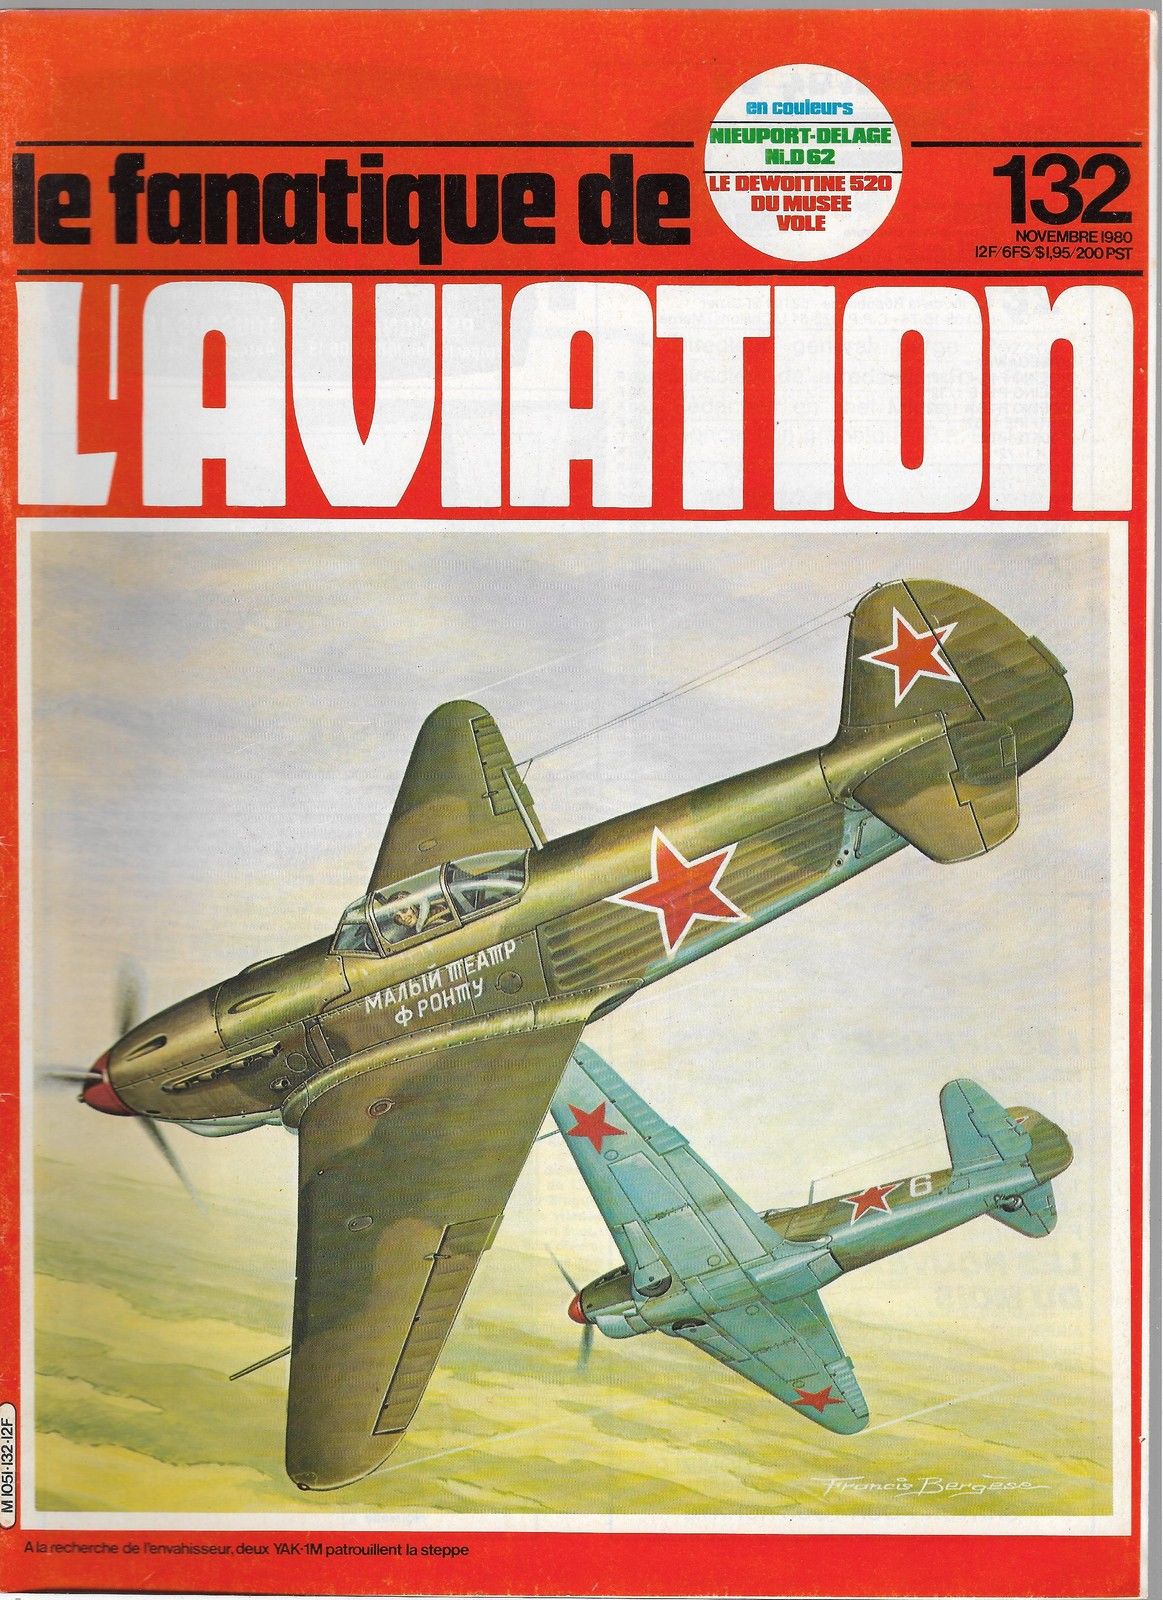 en couleurs
NIEUPORT-DELAGE
Ni.D 62
LE DEWOITINE 520
DU MUSEE
VOLE
le fanatique de
132
NOVEMBRE 1980
12F/6FS/$1,95/200 PST
L'AVIATION
МАЛЫЙ ТЕАТР
ФРОНТУ
6
Francis Bergèse
M 1051-132-12F
A la recherche de l'envahisseur, deux YAK-1M patrouillent la steppe